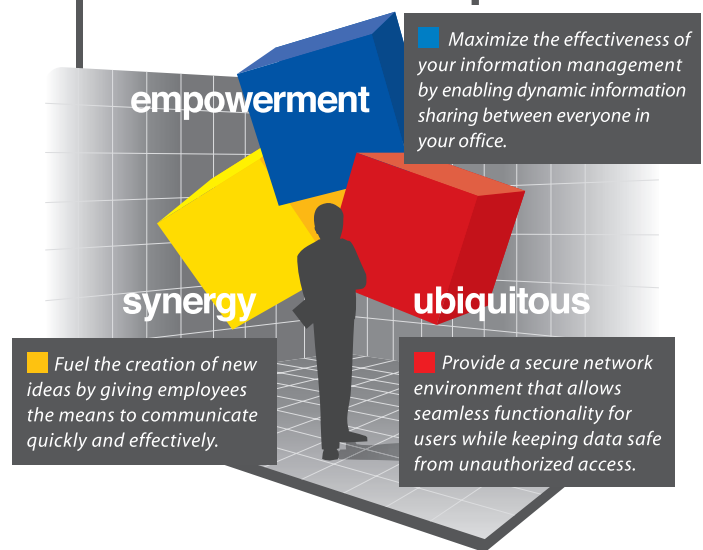 Maximize the effectiveness of
your information management
by enabling dynamic information
sharing between everyone in
your office.
empowerment
synergy
ubiquitous
Fuel the creation of new
ideas by giving employees
the means to communicate
quickly and effectively.
Provide a secure network
environment that allows
seamless functionality for
users while keeping data safe
from unauthorized access.